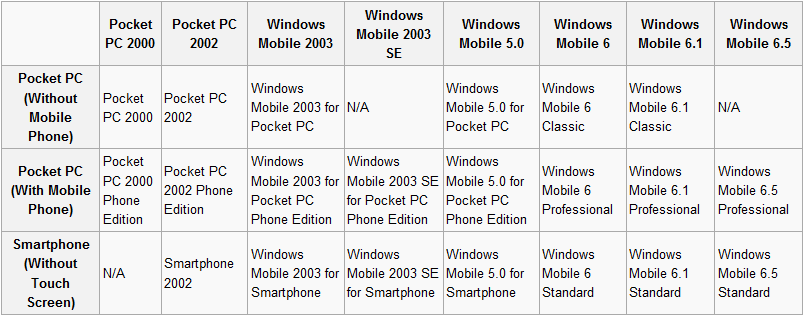 Pocket
PC 2000
Pocket
PC 2002
Windows
Mobile 2003
Windows
Mobile 2003
SE
Windows
Mobile 5.0
Windows
Mobile 6
Windows
Mobile 6.1
Windows
Mobile 6.5
Pocket PC
(Without
Mobile
Phone)
Pocket
PC 2000
Pocket PC
2002
Windows
Mobile 2003 for
Pocket PC
N/A
Windows
Mobile 5.0 for
Pocket PC
Windows
Mobile 6
Classic
Windows
Mobile 6.1
Classic
N/A
Pocket PC
(With Mobile
Phone)
Pocket
PC 2000
Phone
Edition
Pocket PC
2002 Phone
Edition
Windows
Mobile 2003 for
Pocket PC
Phone Edition
Windows
Mobile 2003 SE
for Pocket PC
Phone Edition
Windows
Mobile 5.0 for
Pocket PC
Phone Edition
Windows
Mobile 6
Professional
Windows
Mobile 6.1
Professional
Windows
Mobile 6.5
Professional
Smartphone
(Without
Touch
Screen)
N/A
Smartphone
2002
Windows
Mobile 2003 for
Smartphone
Windows
Mobile 2003 SE
for Smartphone
Windows
Mobile 5.0 for
Smartphone
Windows
Mobile 6
Standard
Windows
Mobile 6.1
Standard
Windows
Mobile 6.5
Standard